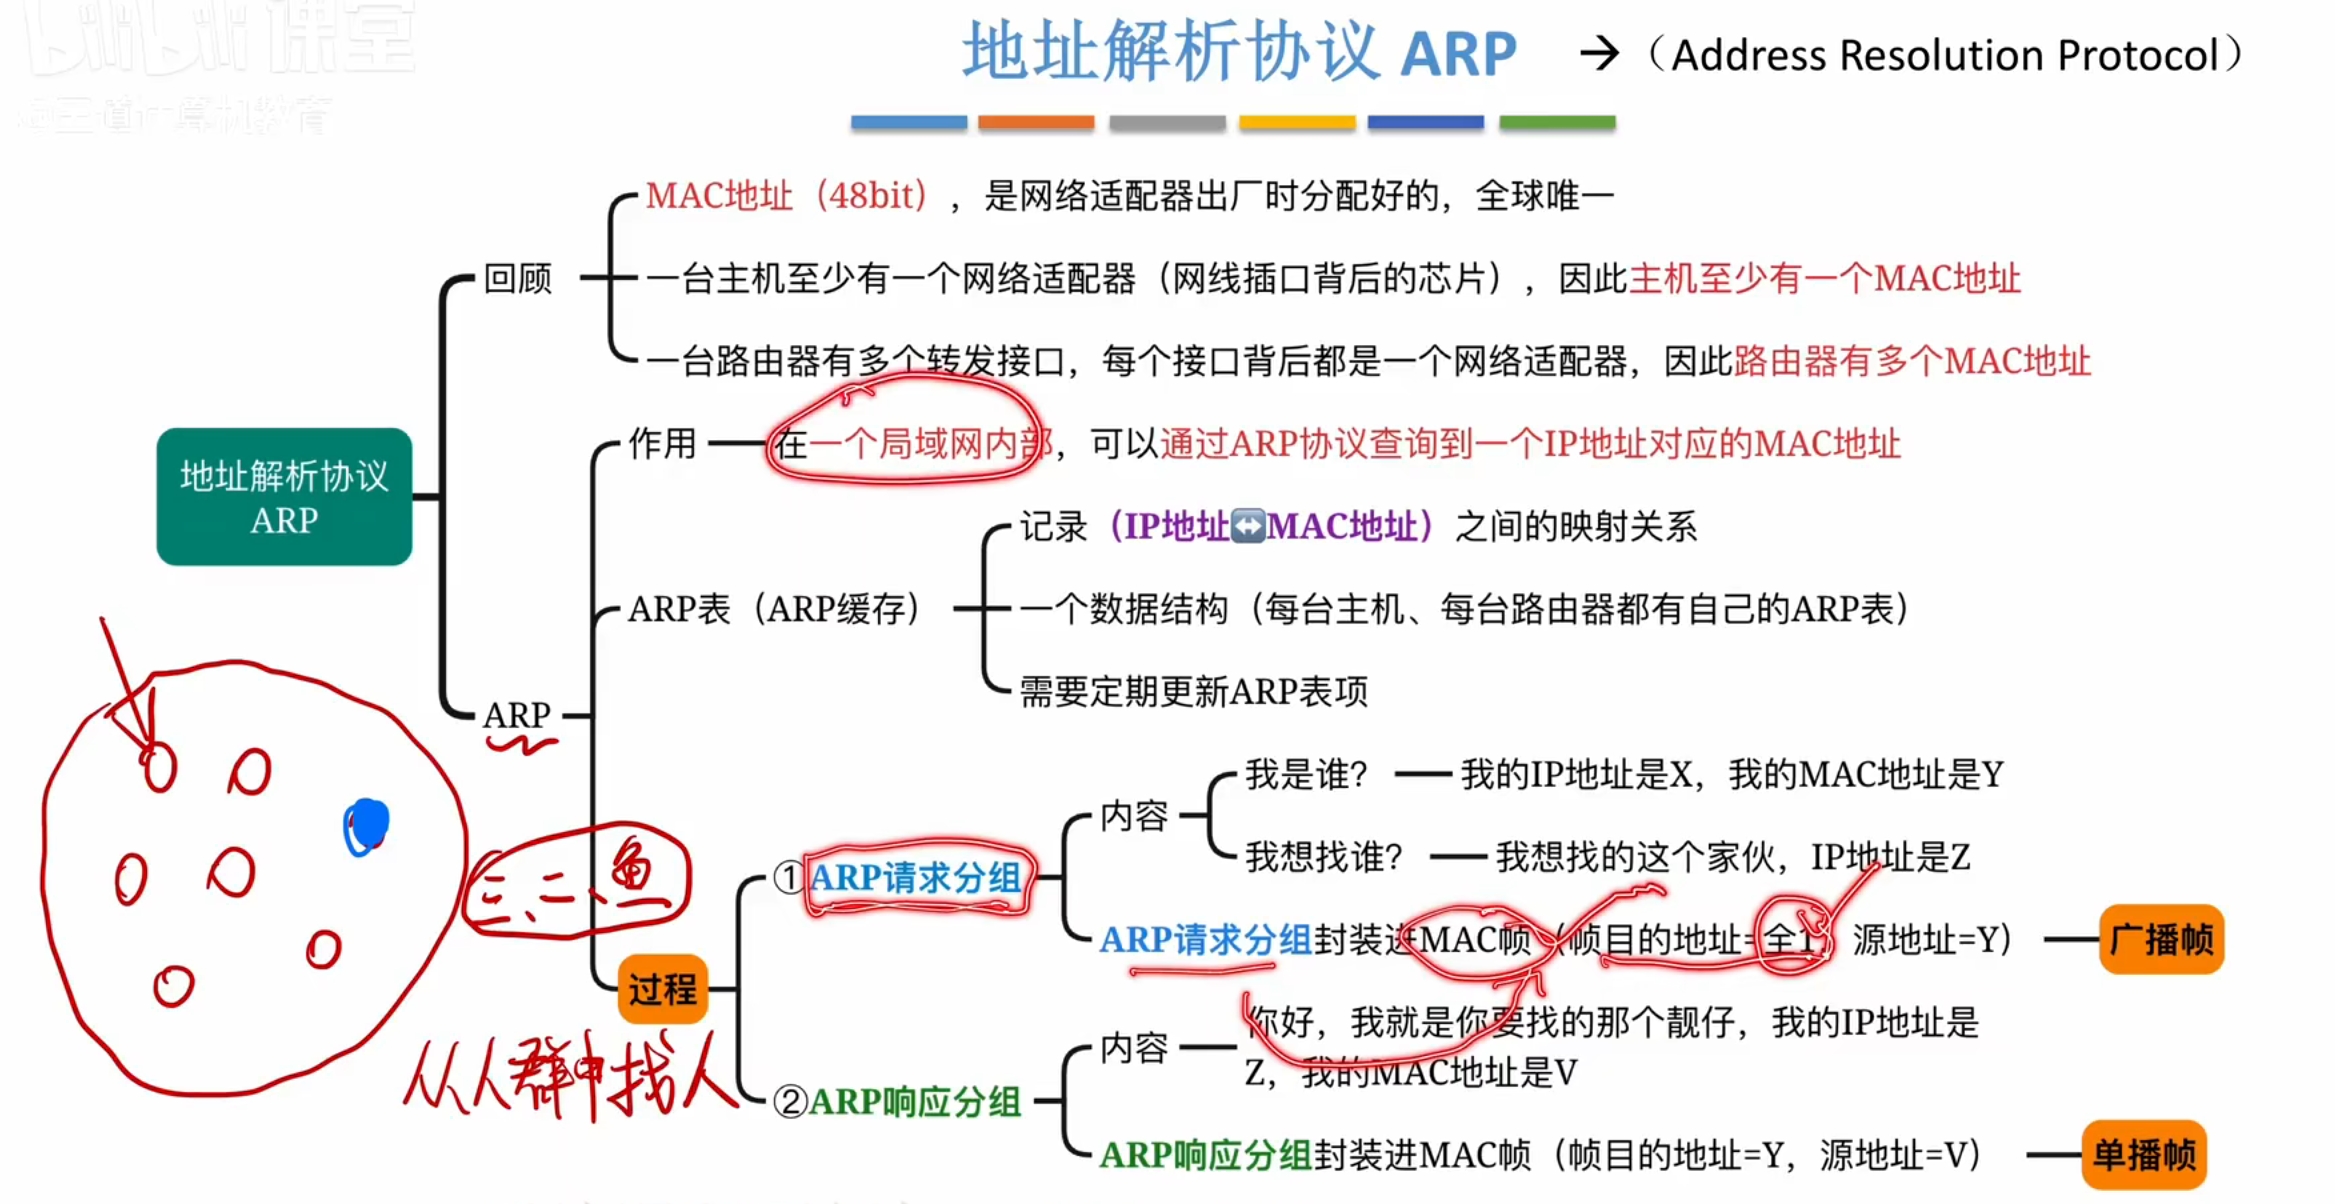 bilibili课堂
@王道计算机教育
地址解析协议 ARP → （Address Resolution Protocol）
地址解析协议
ARP
回顾
MAC地址（48bit），是网络适配器出厂时分配好的，全球唯一
一台主机至少有一个网络适配器（网线插口背后的芯片），因此主机至少有一个MAC地址
一台路由器有多个转发接口，每个接口背后都是一个网络适配器，因此路由器有多个MAC地址
ARP
作用
在一个局域网内部，可以通过ARP协议查询到一个IP地址对应的MAC地址
ARP表（ARP缓存）
记录（IP地址↔MAC地址）之间的映射关系
一个数据结构（每台主机、每台路由器都有自己的ARP表）
需要定期更新ARP表项
过程
①ARP请求分组
内容
我是谁？
我的IP地址是X，我的MAC地址是Y
我想找谁？
我想找的这个家伙，IP地址是Z
ARP请求分组封装进MAC帧（帧目的地址=全1，源地址=Y）
广播帧
②ARP响应分组
内容
你好，我就是你要找的那个靓仔，我的IP地址是
Z，我的MAC地址是V
ARP响应分组封装进MAC帧（帧目的地址=Y，源地址=V）
单播帧
从人群中找人